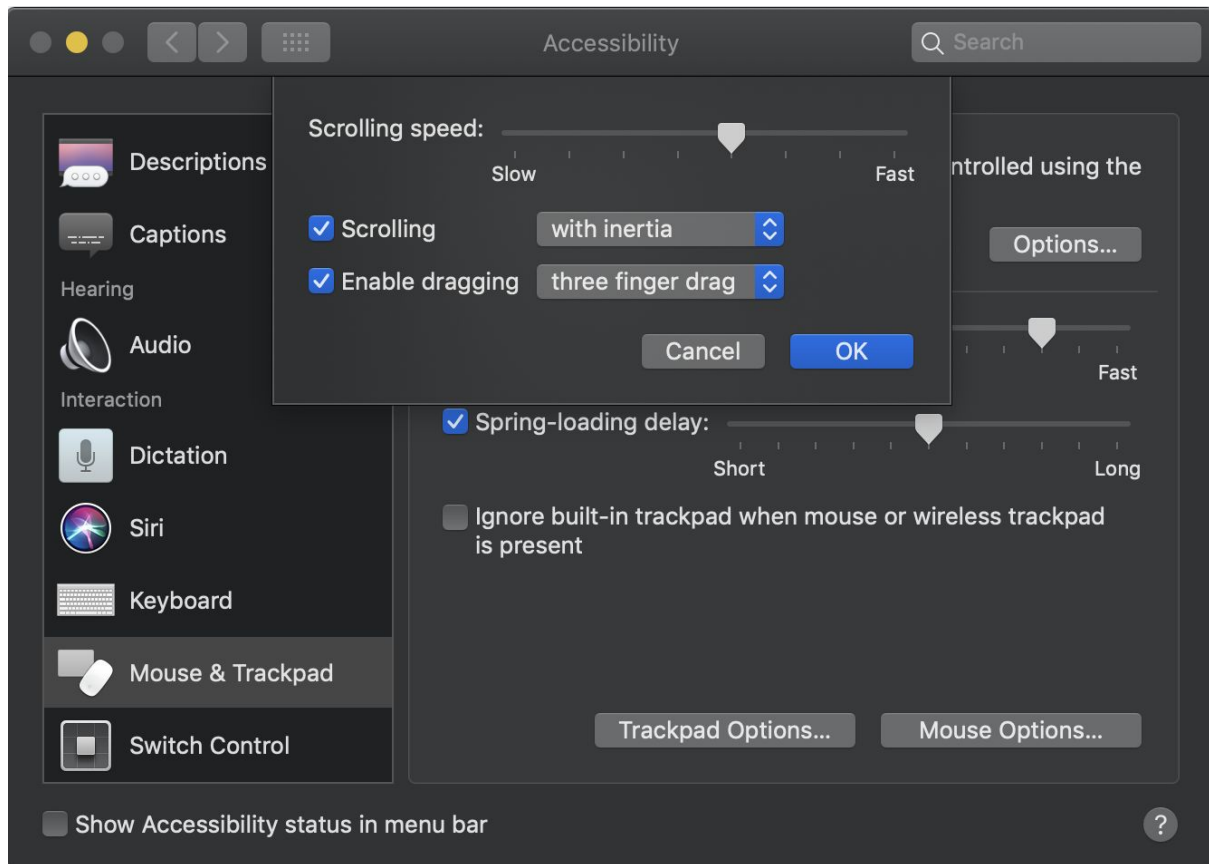 Accessibility
Search
Scrolling speed:
Slow
Fast
Scrolling
with inertia
Enable dragging
three finger drag
Cancel
OK
Descriptions
Captions
Hearing
Audio
Interaction
Dictation
Siri
Keyboard
Mouse & Trackpad
Switch Control
ntrolled using the
Options...
Fast
Spring-loading delay:
Short
Long
Ignore built-in trackpad when mouse or wireless trackpad
is present
Trackpad Options...
Mouse Options...
Show Accessibility status in menu bar
?